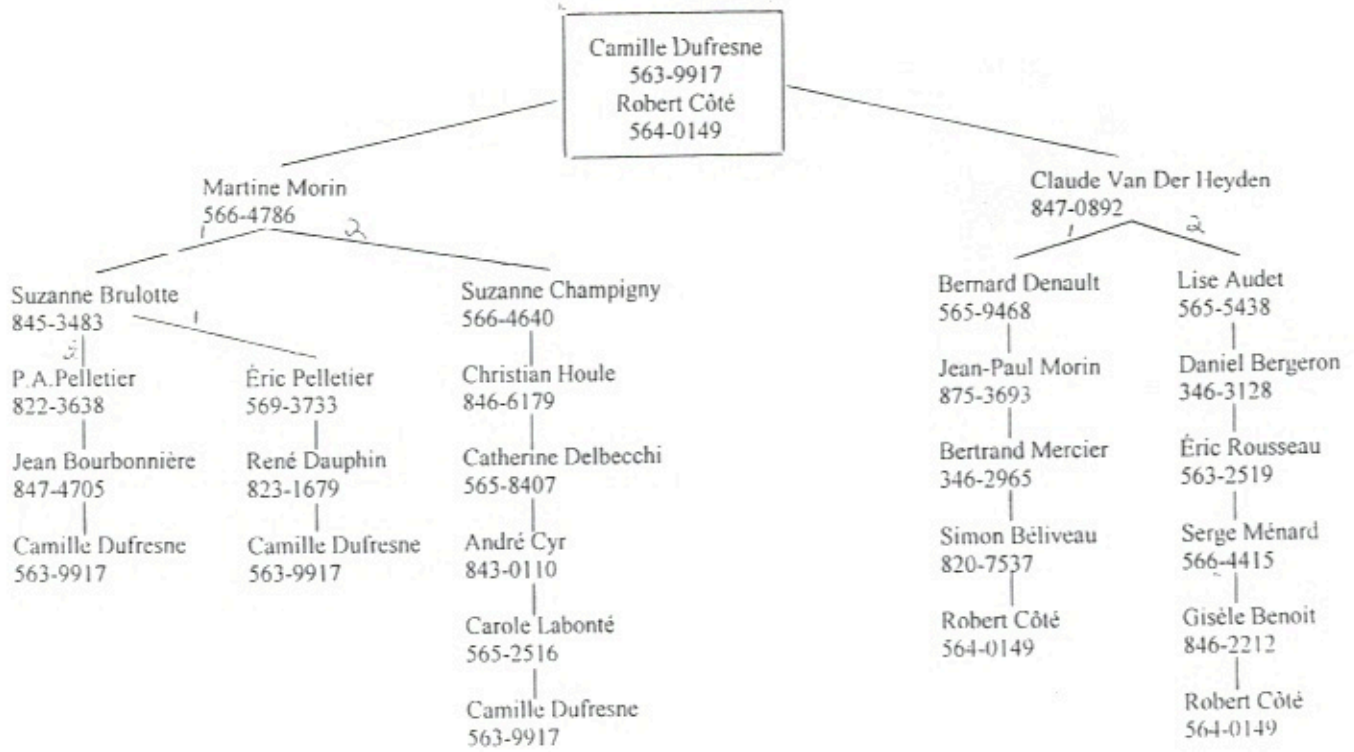 Camille Dufresne
563-9917
Robert Côté
564-0149
Martine Morin
566-4786
1
2
Suzanne Brulotte
845-3483
1
P.A.Pelletier
822-3638
Jean Bourbonnière
847-4705
Camille Dufresne
563-9917
Éric Pelletier
569-3733
René Dauphin
823-1679
Camille Dufresne
563-9917
Suzanne Champigny
566-4640
Christian Houle
846-6179
Catherine Delbecchi
565-8407
André Cyr
843-0110
Carole Labonté
565-2516
Camille Dufresne
563-9917
Claude Van Der Heyden
847-0892
1
2
Bernard Denault
565-9468
Jean-Paul Morin
875-3693
Bertrand Mercier
346-2965
Simon Béliveau
820-7537
Robert Côté
564-0149
Lise Audet
565-5438
Daniel Bergeron
346-3128
Éric Rousseau
563-2519
Serge Ménard
566-4415
Gisèle Benoit
846-2212
Robert Côté
564-0149